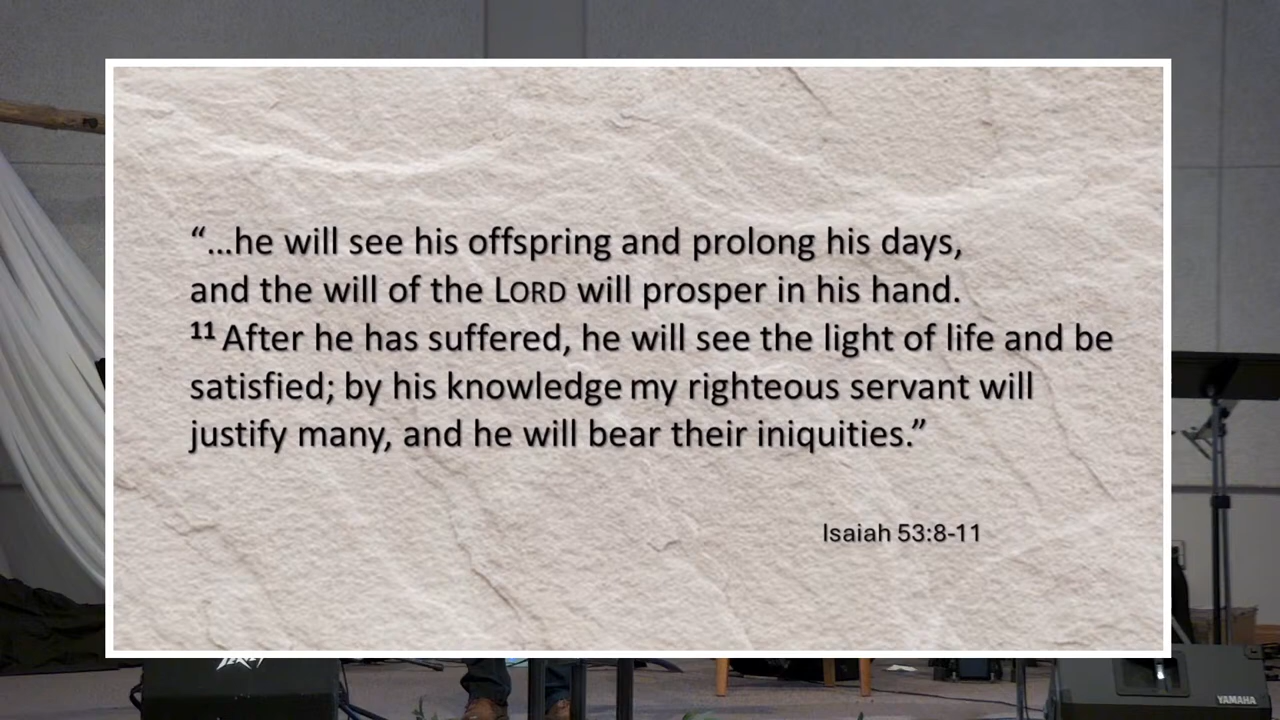 “…he will see his offspring and prolong his days,
and the will of the LORD will prosper in his hand.
11 After he has suffered, he will see the light of life and be
satisfied; by his knowledge my righteous servant will
justify many, and he will bear their iniquities.”
Isaiah 53:8-11
YAMAHA